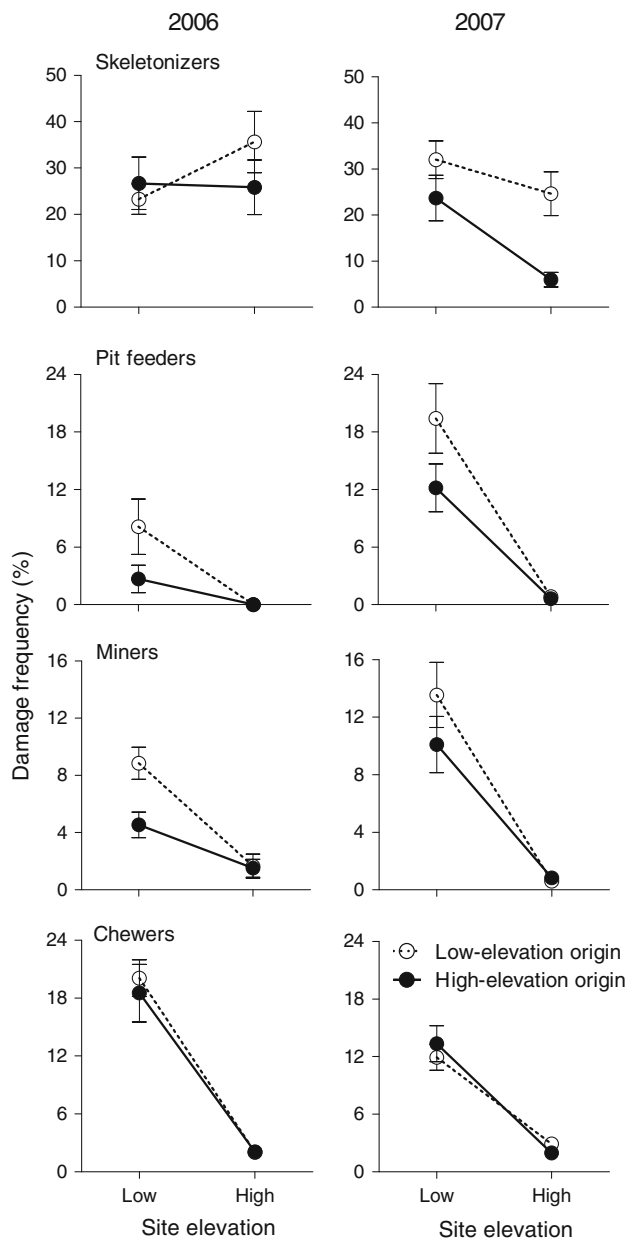 2006 2007
Skeletonizers
50 50
40 40
30 30
20 20
10 10
0 0
Pit feeders
24 24
18 18
12 12
6 6
0 0
Damage frequency (%)
Miners
16 16
12 12
8 8
4 4
0 0
Chewers
24 24
Low-elevation origin
High-elevation origin
18 18
12 12
6 6
0 0
Low High Low High
Site elevation Site elevation